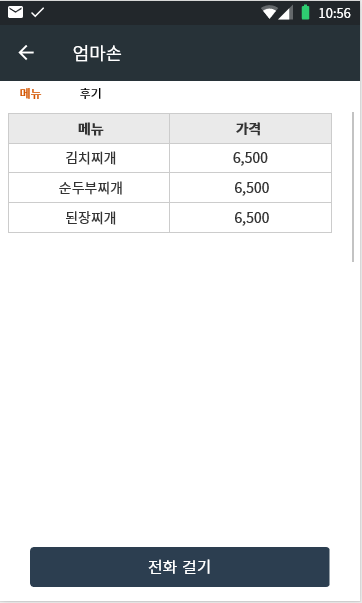 10:56
엄마손
메뉴 후기
메뉴 가격
김치찌개 6,500
순두부찌개 6,500
된장찌개 6,500
전화 걸기